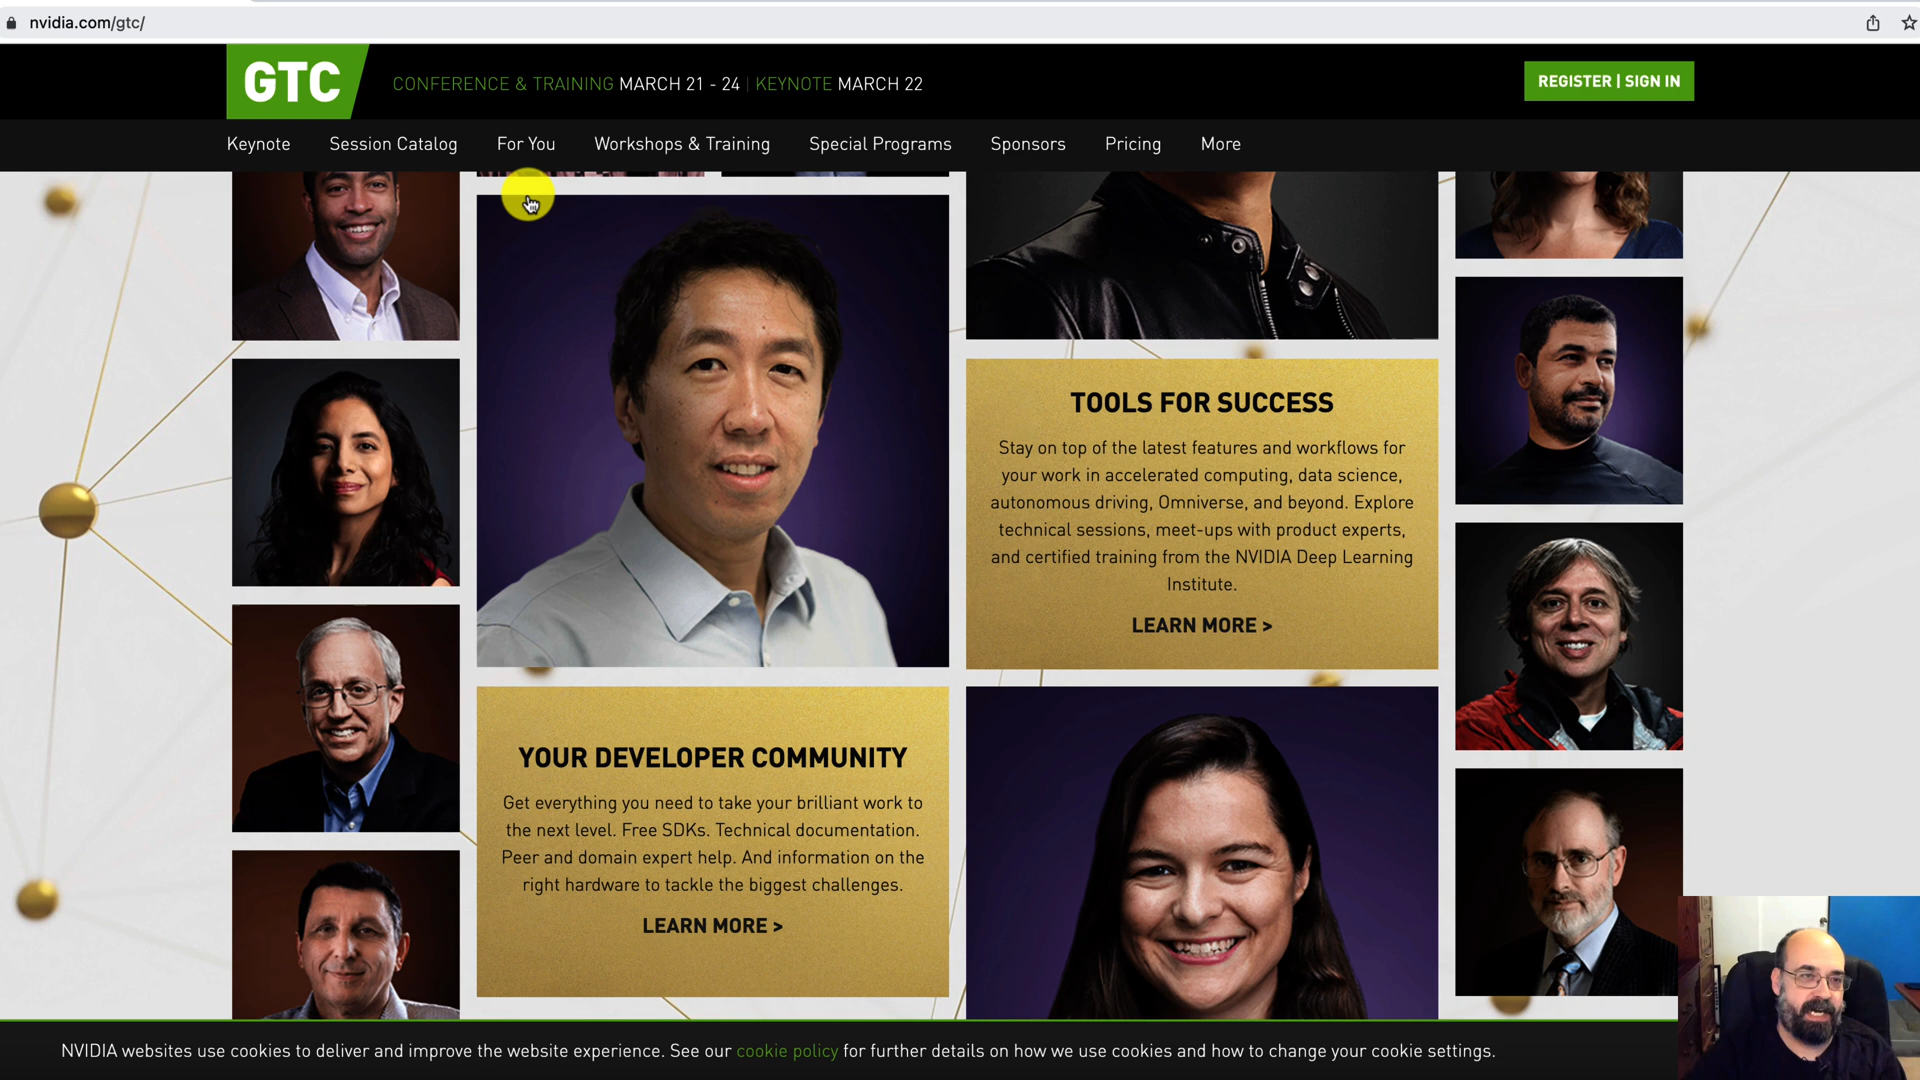 nvidia.com/gtc/
GTC
CONFERENCE & TRAINING MARCH 21 - 24 | KEYNOTE MARCH 22
REGISTER | SIGN IN
Keynote
Session Catalog
For You
Workshops & Training
Special Programs
Sponsors
Pricing
More
TOOLS FOR SUCCESS
Stay on top of the latest features and workflows for
your work in accelerated computing, data science,
autonomous driving, Omniverse, and beyond. Explore
technical sessions, meet-ups with product experts,
and certified training from the NVIDIA Deep Learning
Institute.
LEARN MORE >
YOUR DEVELOPER COMMUNITY
Get everything you need to take your brilliant work to
the next level. Free SDKs. Technical documentation.
Peer and domain expert help. And information on the
right hardware to tackle the biggest challenges.
LEARN MORE >
NVIDIA websites use cookies to deliver and improve the website experience. See our cookie policy for further details on how we use cookies and how to change your cookie settings.